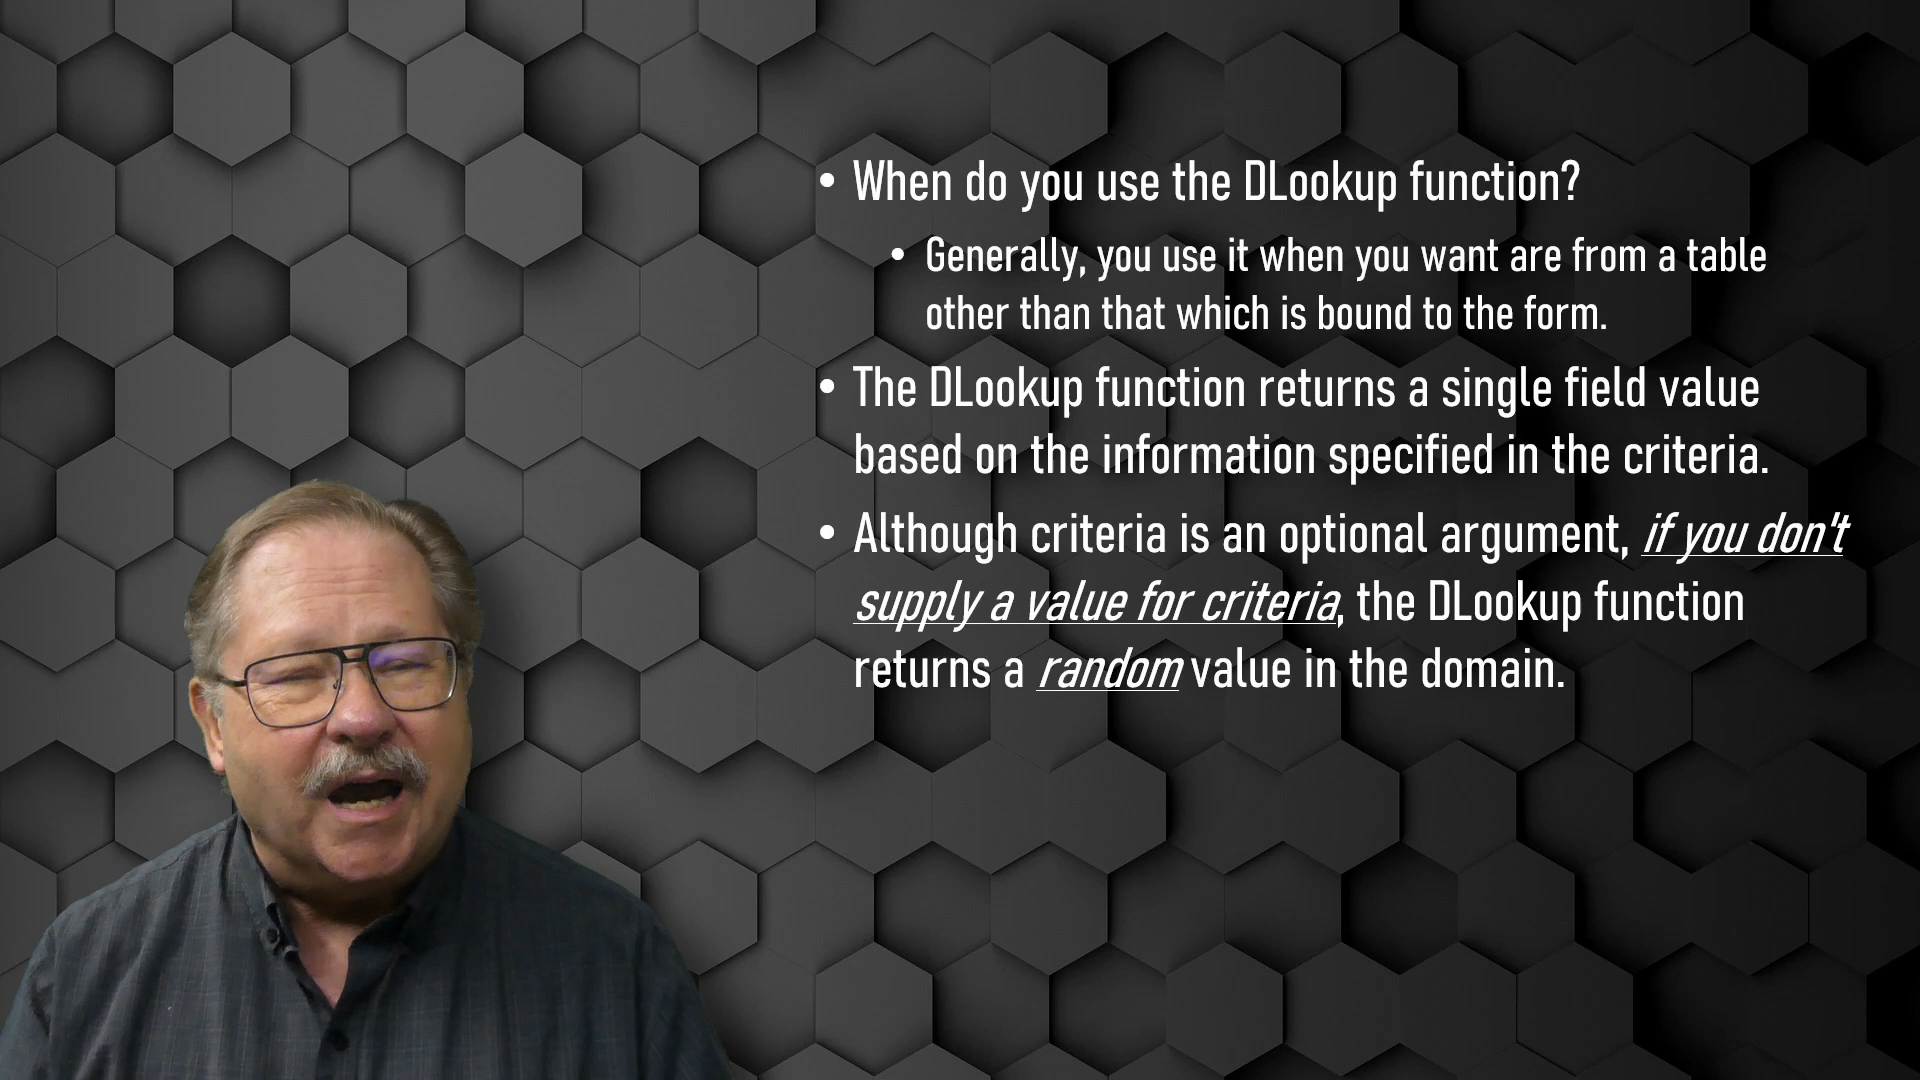 • When do you use the DLookup function?
• Generally, you use it when you want are from a table
other than that which is bound to the form.
• The DLookup function returns a single field value
based on the information specified in the criteria.
• Although criteria is an optional argument, if you don't
supply a value for criteria, the DLookup function
returns a random value in the domain.